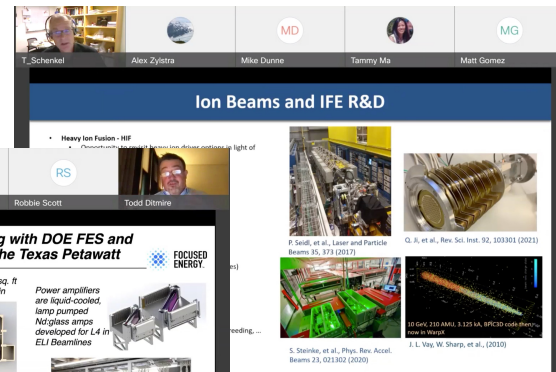 T_Schenkel
Alex Zylstra
MD
Mike Dunne
Tammy Ma
MG
Matt Gomez
Ion Beams and IFE R&D
• Heavy Ion Fusion - HIF
Opportunity to revisit heavy ion driver options in light of
P. Seidl, et al., Laser and Particle
Beams 35, 373 (2017)
Q. Ji, et al., Rev. Sci. Inst. 92, 103301 (2021)
S. Steinke, et al., Phys. Rev. Accel.
Beams 23, 021302 (2020)
10 GeV, 210 AMU, 3.125 kA, BPIC3D code then,
now in WarpX
J. L. Vay, W. Sharp, et al., (2010)
es)
reeding, ...
RS
Robbie Scott
Todd Ditmire
g with DOE FES and
he Texas Petawatt
FOCUSED
ENERGY.
sq. ft
in
Power amplifiers
are liquid-cooled,
lamp pumped
Nd:glass amps
developed for L4 in
ELI Beamlines